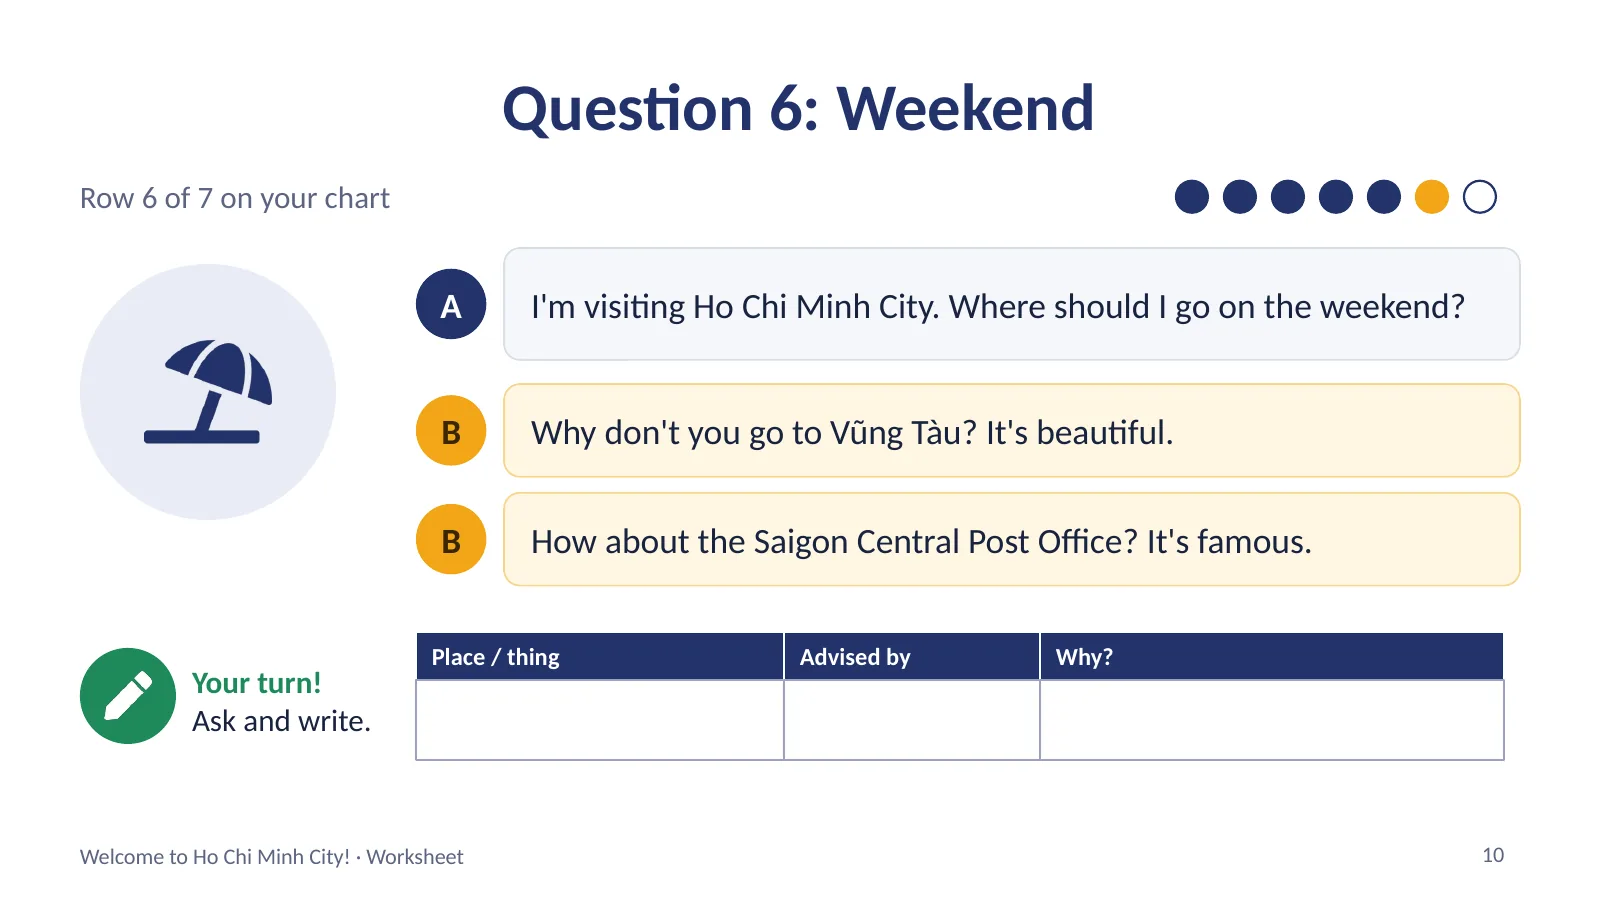 Question 6: Weekend
Row 6 of 7 on your chart
A
I'm visiting Ho Chi Minh City. Where should I go on the weekend?
B
Why don't you go to Vũng Tàu? It's beautiful.
B
How about the Saigon Central Post Office? It's famous.
Your turn!
Ask and write.
Place / thing
Advised by
Why?
Welcome to Ho Chi Minh City! · Worksheet
10